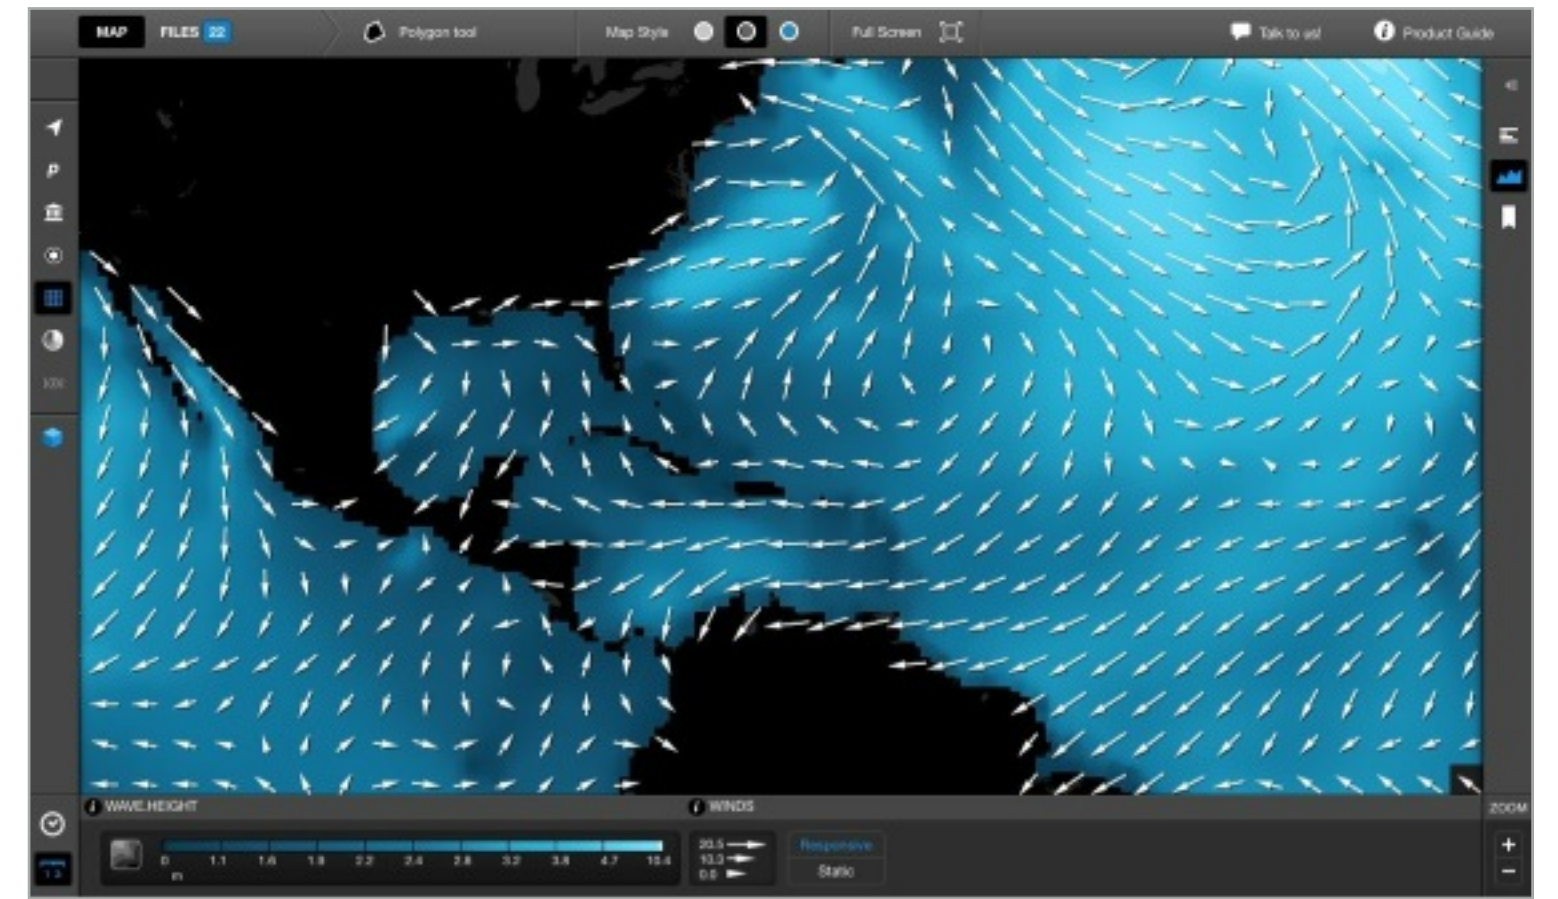 MAP FILES 22 Polygon tool Map Style Full Screen Talk to us! Product Guide
WAVE.HEIGHT WINDS ZOOM
0 1.1 1.6 1.9 2.2 2.4 2.8 3.2 3.8 4.7 10.4
m
20.5
10.3
0.0
Responsive
Static
+
−